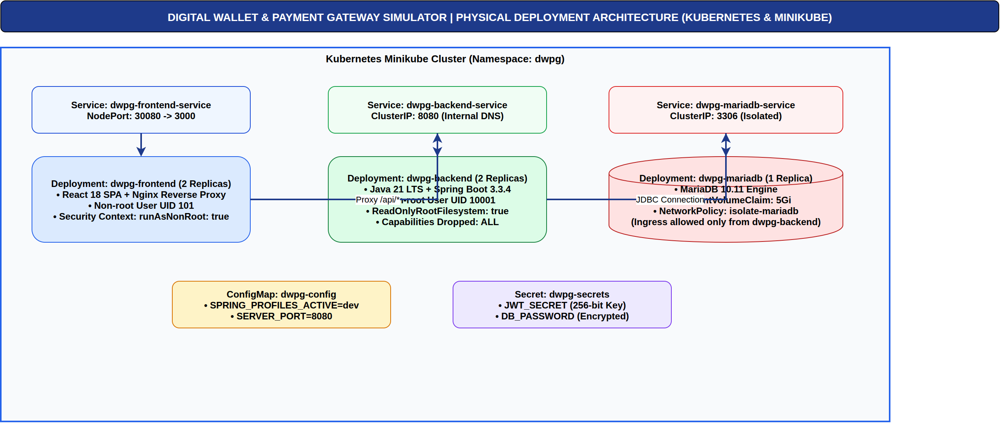 DIGITAL WALLET & PAYMENT GATEWAY SIMULATOR | PHYSICAL DEPLOYMENT ARCHITECTURE (KUBERNETES & MINIKUBE)
Kubernetes Minikube Cluster (Namespace: dwpg)
Service: dwpg-frontend-service
NodePort: 30080 -> 3000
Service: dwpg-backend-service
ClusterIP: 8080 (Internal DNS)
Service: dwpg-mariadb-service
ClusterIP: 3306 (Isolated)
Deployment: dwpg-frontend (2 Replicas)
• React 18 SPA + Nginx Reverse Proxy
• Non-root User UID 101
• Security Context: runAsNonRoot: true
Deployment: dwpg-backend (2 Replicas)
• Java 21 LTS + Spring Boot 3.3.4
Proxy /api/*
User UID 10001
• ReadOnlyRootFilesystem: true
• Capabilities Dropped: ALL
Deployment: dwpg-mariadb (1 Replica)
• MariaDB 10.11 Engine
JDBC Connection
5Gi
• NetworkPolicy: isolate-mariadb
(Ingress allowed only from dwpg-backend)
ConfigMap: dwpg-config
• SPRING_PROFILES_ACTIVE=dev
• SERVER_PORT=8080
Secret: dwpg-secrets
• JWT_SECRET (256-bit Key)
• DB_PASSWORD (Encrypted)